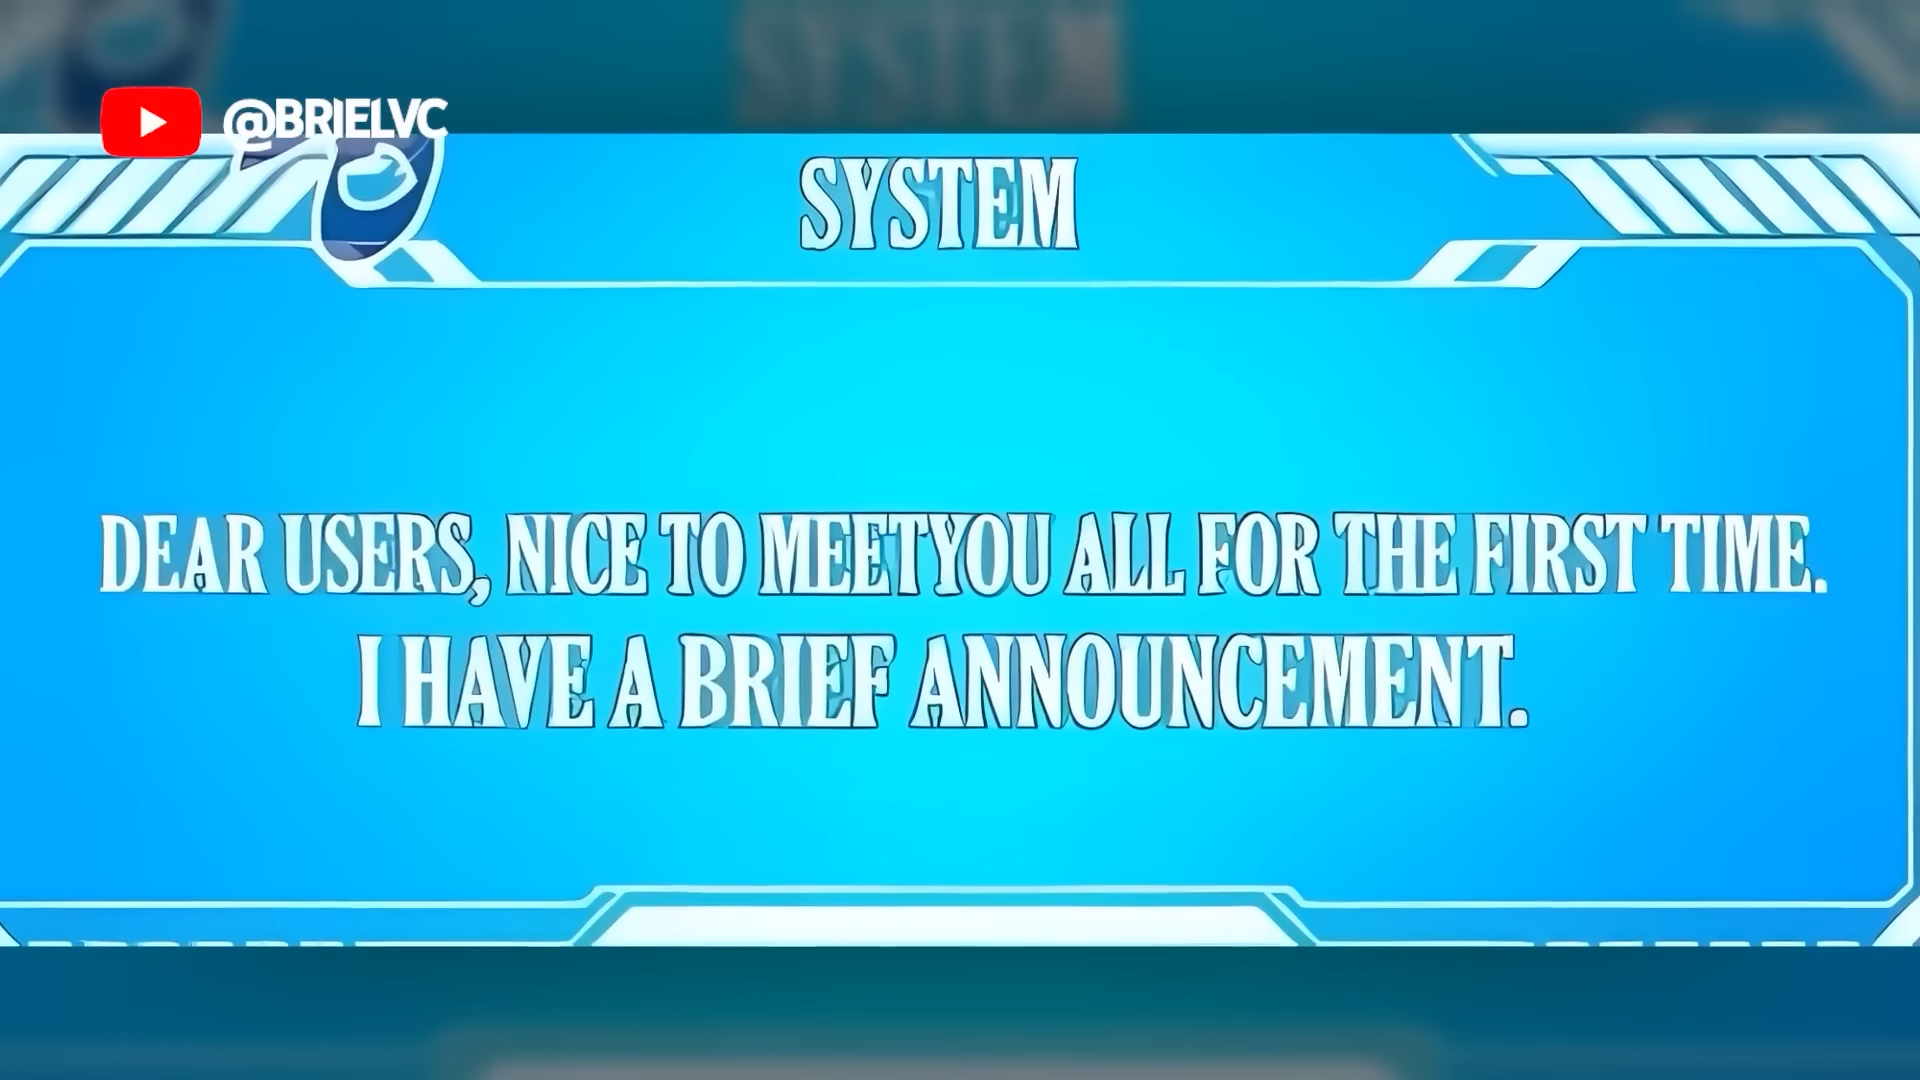 @BRIELVC
SYSTEM
DEAR USERS, NICE TO MEETYOU ALL FOR THE FIRST TIME.
I HAVE A BRIEF ANNOUNCEMENT.